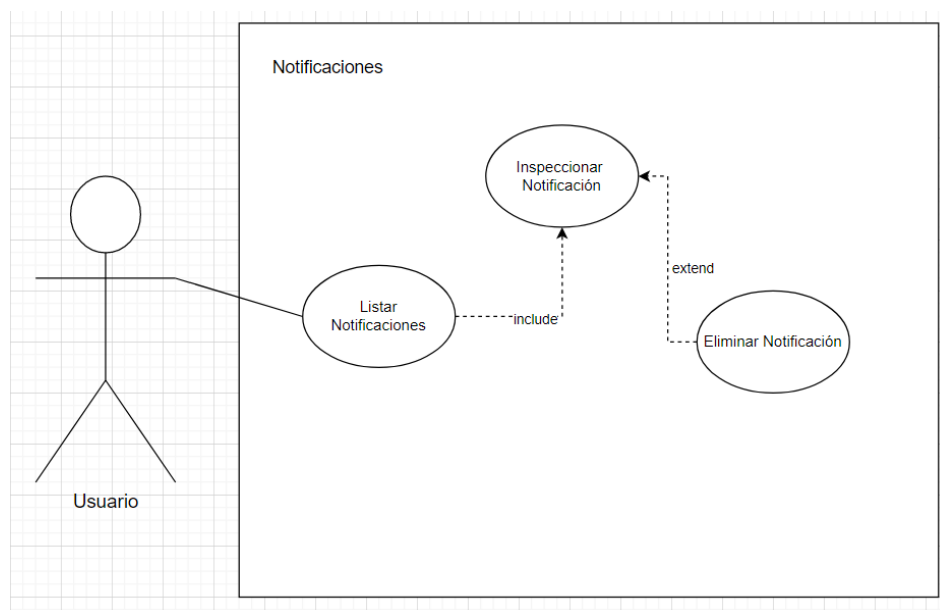 Notificaciones
Inspeccionar
Notificación
extend
Listar
Notificaciones
include
Eliminar Notificación
Usuario